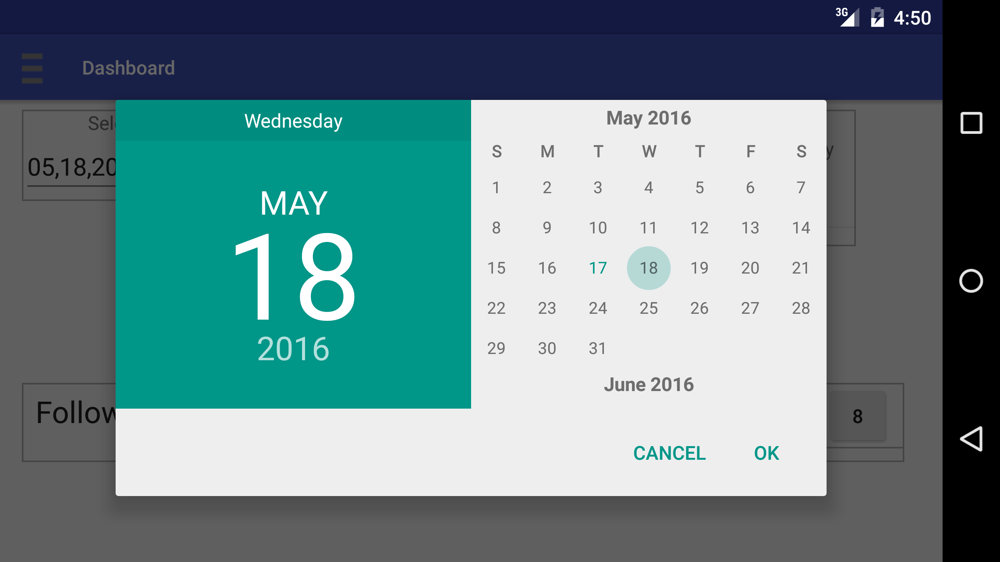 3G 4:50
Dashboard
Wednesday
MAY
18
2016
May 2016
S M T W T F S
1 2 3 4 5 6 7
8 9 10 11 12 13 14
15 16 17 18 19 20 21
22 23 24 25 26 27 28
29 30 31
June 2016
CANCEL OK
Sel
05,18,20
y
Follow
8